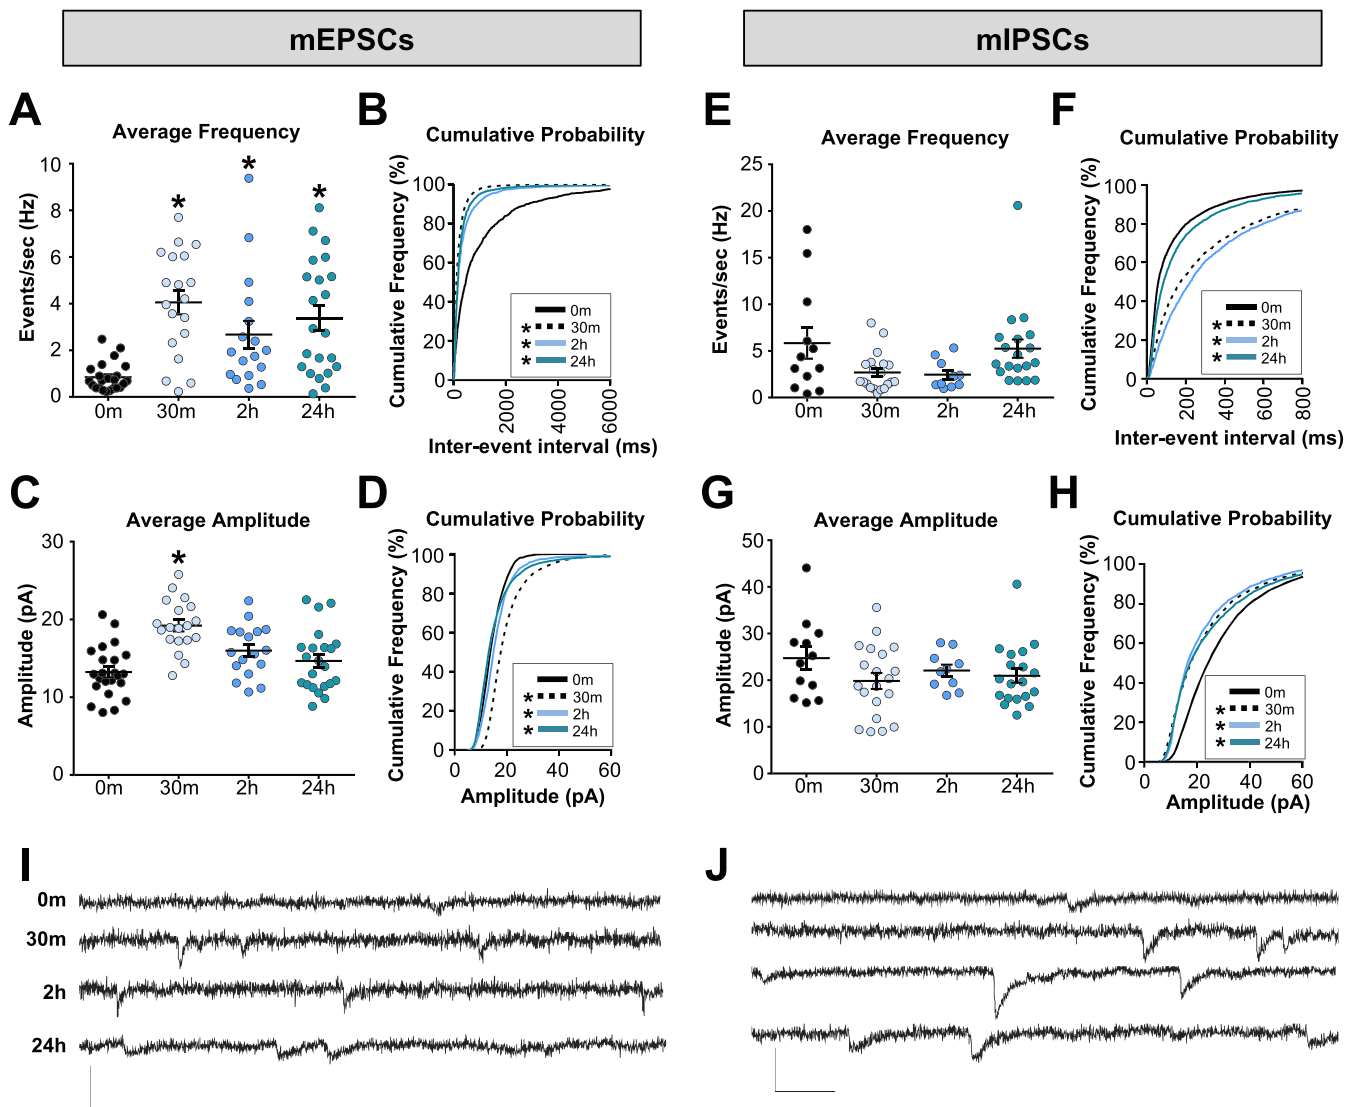 mEPSCs
mIPSCs
A
Average Frequency
Events/sec (Hz)
10
8
6
4
2
0
*
*
*
0m
30m
2h
24h
B
Cumulative Probability
Cumulative Frequency (%)
100
80
60
40
20
0
0m
* 30m
* 2h
* 24h
0
2000
4000
6000
Inter-event interval (ms)
E
Average Frequency
Events/sec (Hz)
25
20
15
10
5
0
0m
30m
2h
24h
F
Cumulative Probability
Cumulative Frequency (%)
100
80
60
40
20
0
0m
* 30m
* 2h
* 24h
0
200
400
600
800
Inter-event interval (ms)
C
Average Amplitude
Amplitude (pA)
30
20
10
0
*
0m
30m
2h
24h
D
Cumulative Probability
Cumulative Frequency (%)
100
80
60
40
20
0
0m
* 30m
* 2h
* 24h
0
20
40
60
Amplitude (pA)
G
Average Amplitude
Amplitude (pA)
50
40
30
20
10
0
0m
30m
2h
24h
H
Cumulative Probability
Cumulative Frequency (%)
100
80
60
40
20
0
0m
* 30m
* 2h
* 24h
0
20
40
60
Amplitude (pA)
I
0m
30m
2h
24h
J